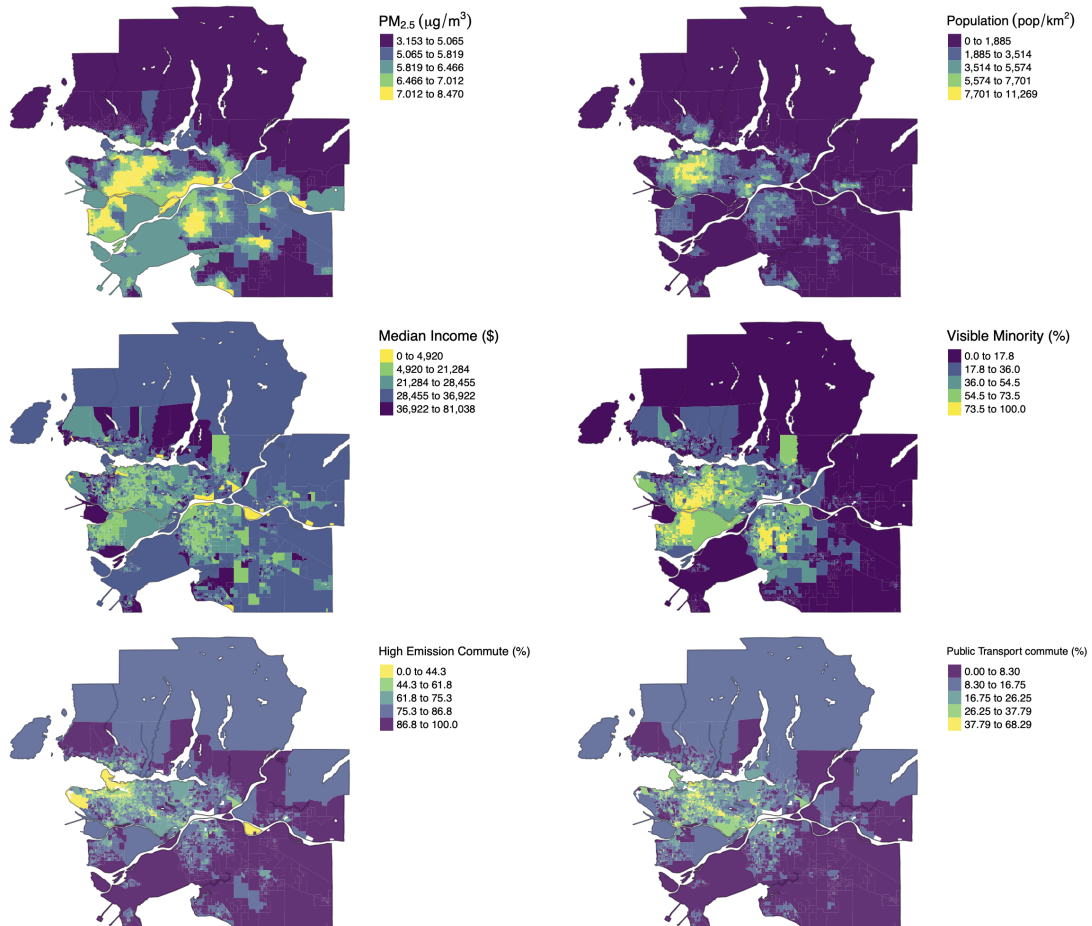 PM2.5 (μg/m3)
3.153 to 5.065
5.065 to 5.819
5.819 to 6.466
6.466 to 7.012
7.012 to 8.470
Population (pop/km2)
0 to 1,885
1,885 to 3,514
3,514 to 5,574
5,574 to 7,701
7,701 to 11,269
Median Income ($)
0 to 4,920
4,920 to 21,284
21,284 to 28,455
28,455 to 36,922
36,922 to 81,038
Visible Minority (%)
0.0 to 17.8
17.8 to 36.0
36.0 to 54.5
54.5 to 73.5
73.5 to 100.0
High Emission Commute (%)
0.0 to 44.3
44.3 to 61.8
61.8 to 75.3
75.3 to 86.8
86.8 to 100.0
Public Transport commute (%)
0.00 to 8.30
8.30 to 16.75
16.75 to 26.25
26.25 to 37.79
37.79 to 68.29